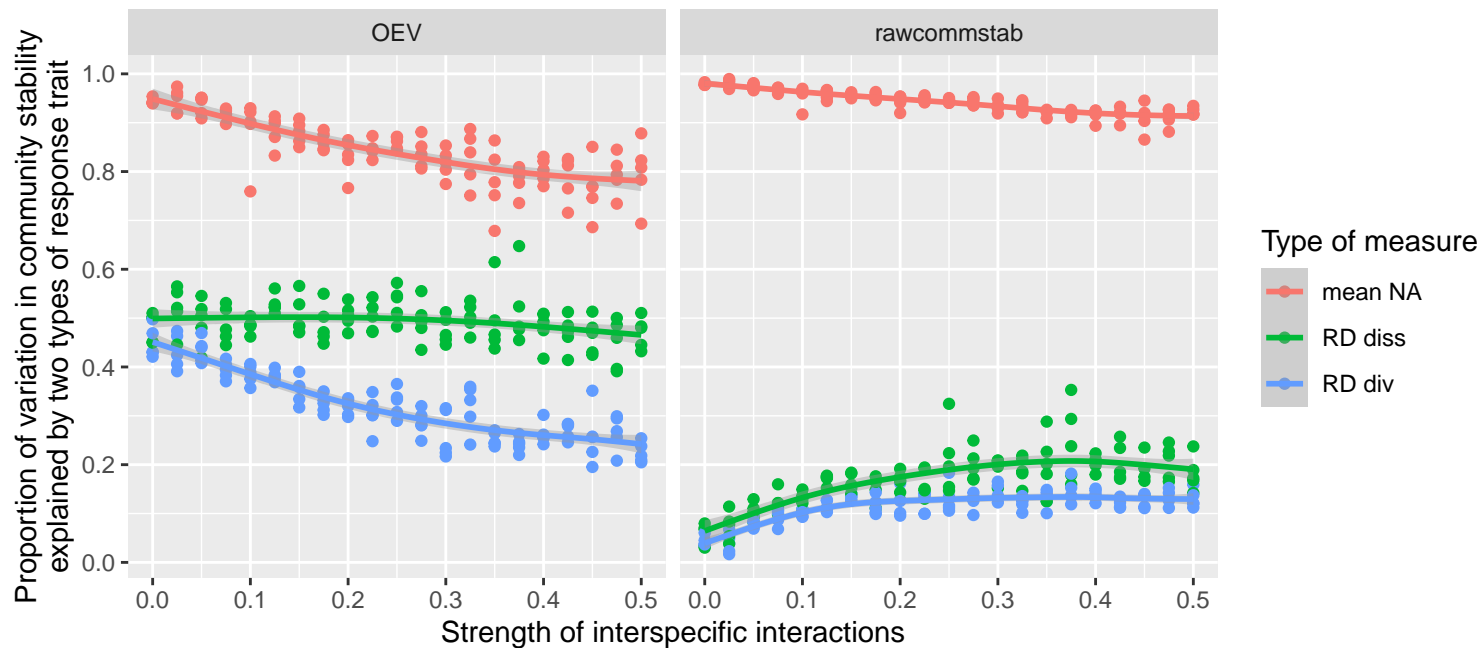 OEV
rawcommstab
Proportion of variation in community stability
explained by two types of response trait
1.0
0.8
0.6
0.4
0.2
0.0
0.0 0.1 0.2 0.3 0.4 0.5
0.0 0.1 0.2 0.3 0.4 0.5
Strength of interspecific interactions
Type of measure
mean NA
RD diss
RD div